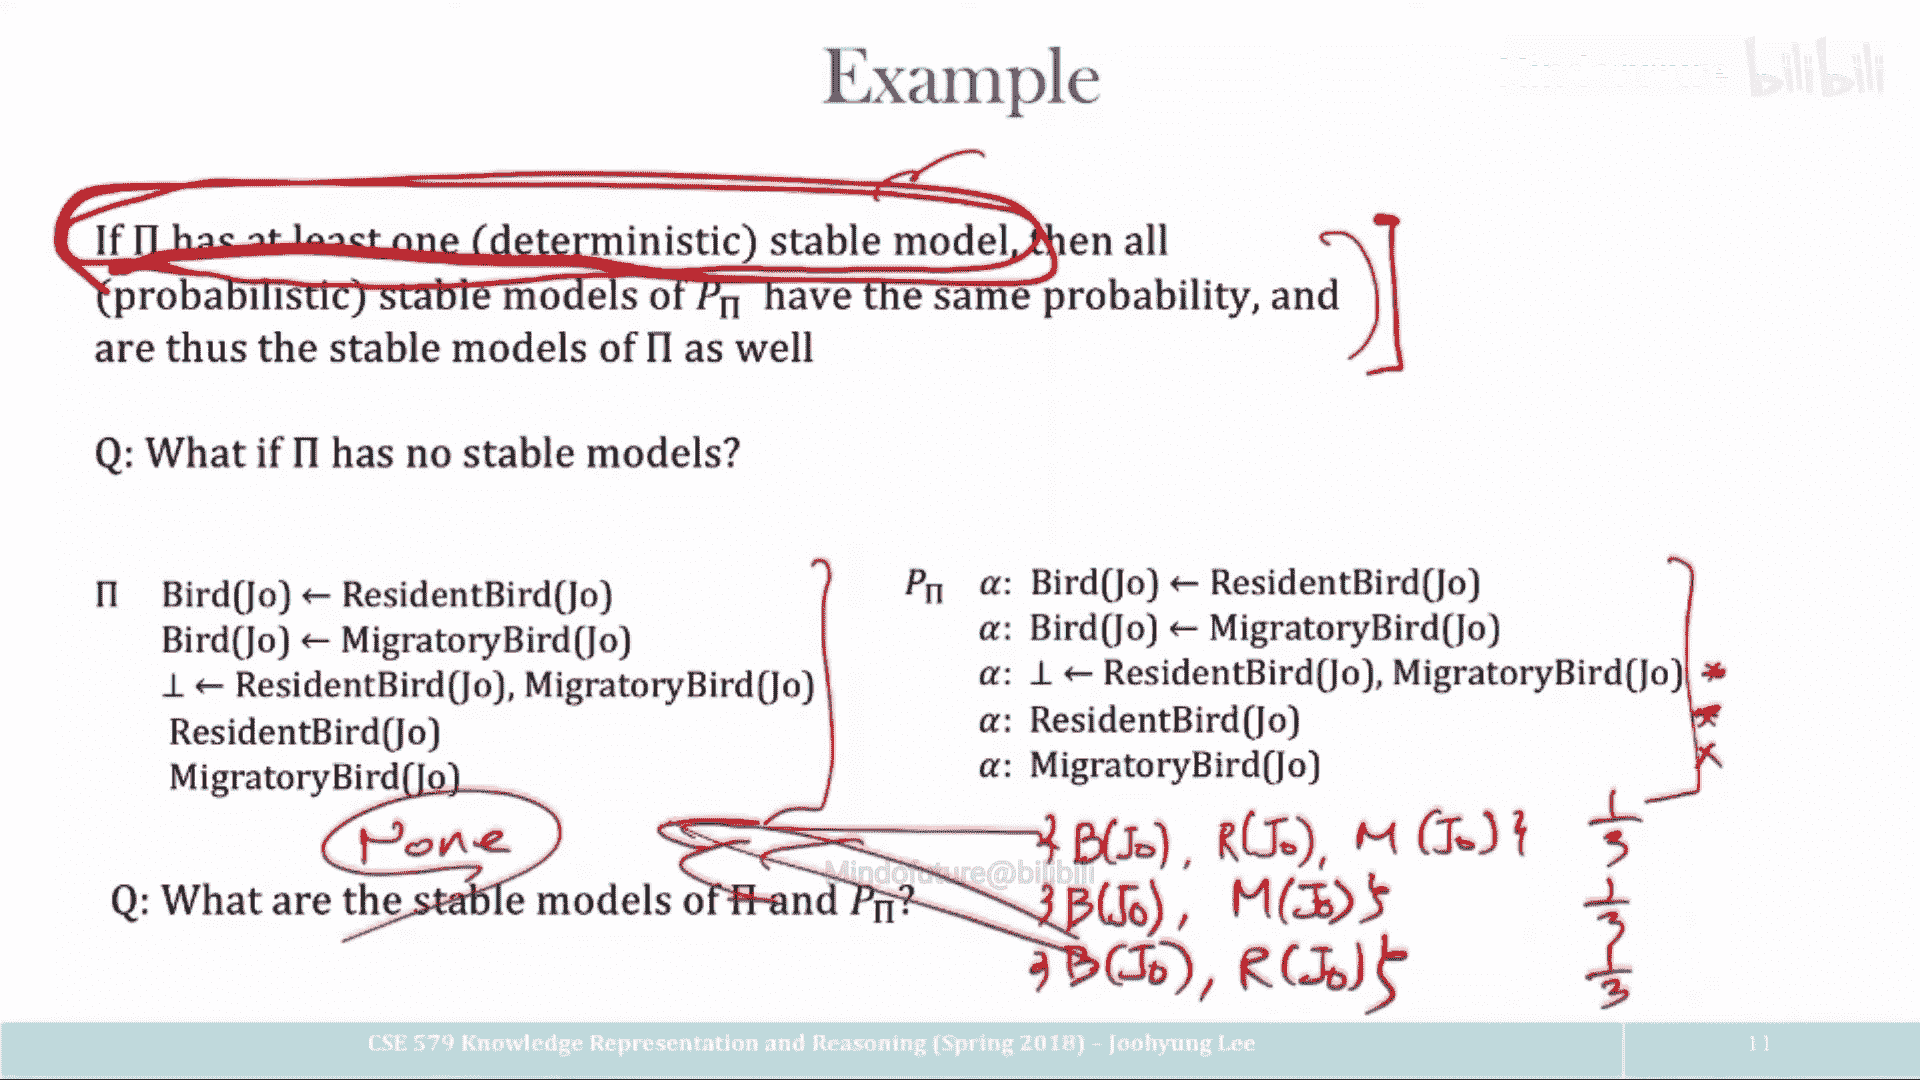 Example
bilibili
If Π has at least one (deterministic) stable model, then all
(probabilistic) stable models of PΠ have the same probability, and
are thus the stable models of Π as well
Q: What if Π has no stable models?
Π Bird(Jo) ← ResidentBird(Jo)
Bird(Jo) ← MigratoryBird(Jo)
⊥ ← ResidentBird(Jo), MigratoryBird(Jo)
ResidentBird(Jo)
MigratoryBird(Jo)
None
PΠ α: Bird(Jo) ← ResidentBird(Jo)
α: Bird(Jo) ← MigratoryBird(Jo)
α: ⊥ ← ResidentBird(Jo), MigratoryBird(Jo) *
α: ResidentBird(Jo) *
α: MigratoryBird(Jo) *
{B(Jo), R(Jo), M(Jo)} 1/3
Mindofuture@bilibili
{B(Jo), M(Jo)} 1/3
{B(Jo), R(Jo)} 1/3
Q: What are the stable models of Π and PΠ?
CSE 579 Knowledge Representation and Reasoning (Spring 2018) – Joohyung Lee
11